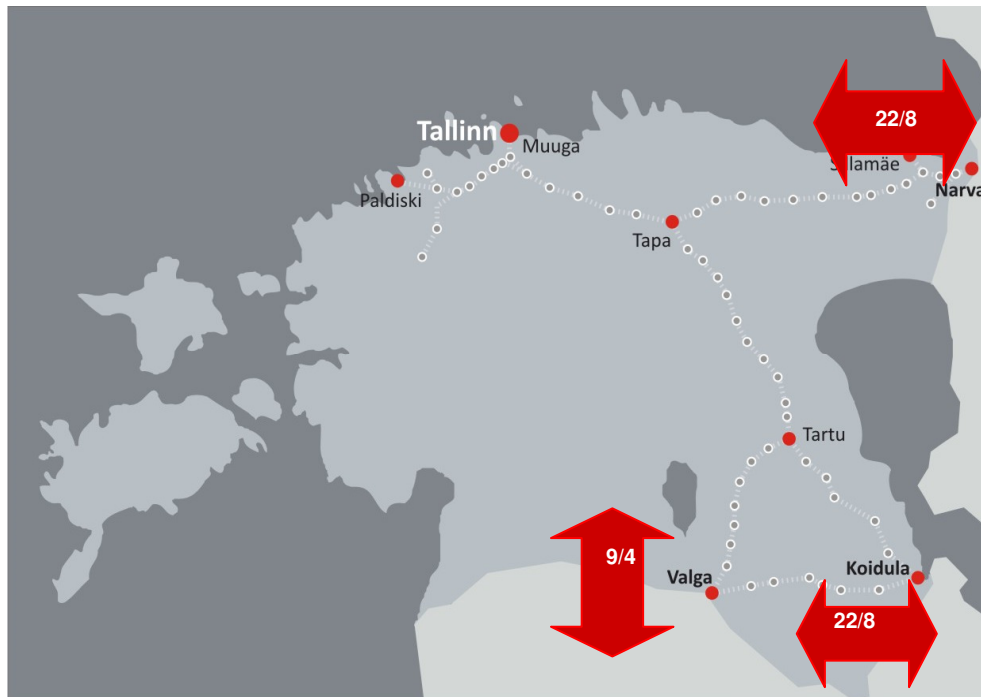 22/8
Tallinn
Muuga
Paldiski
Narva
Tapa
Tartu
9/4
Valga
Koidula
22/8